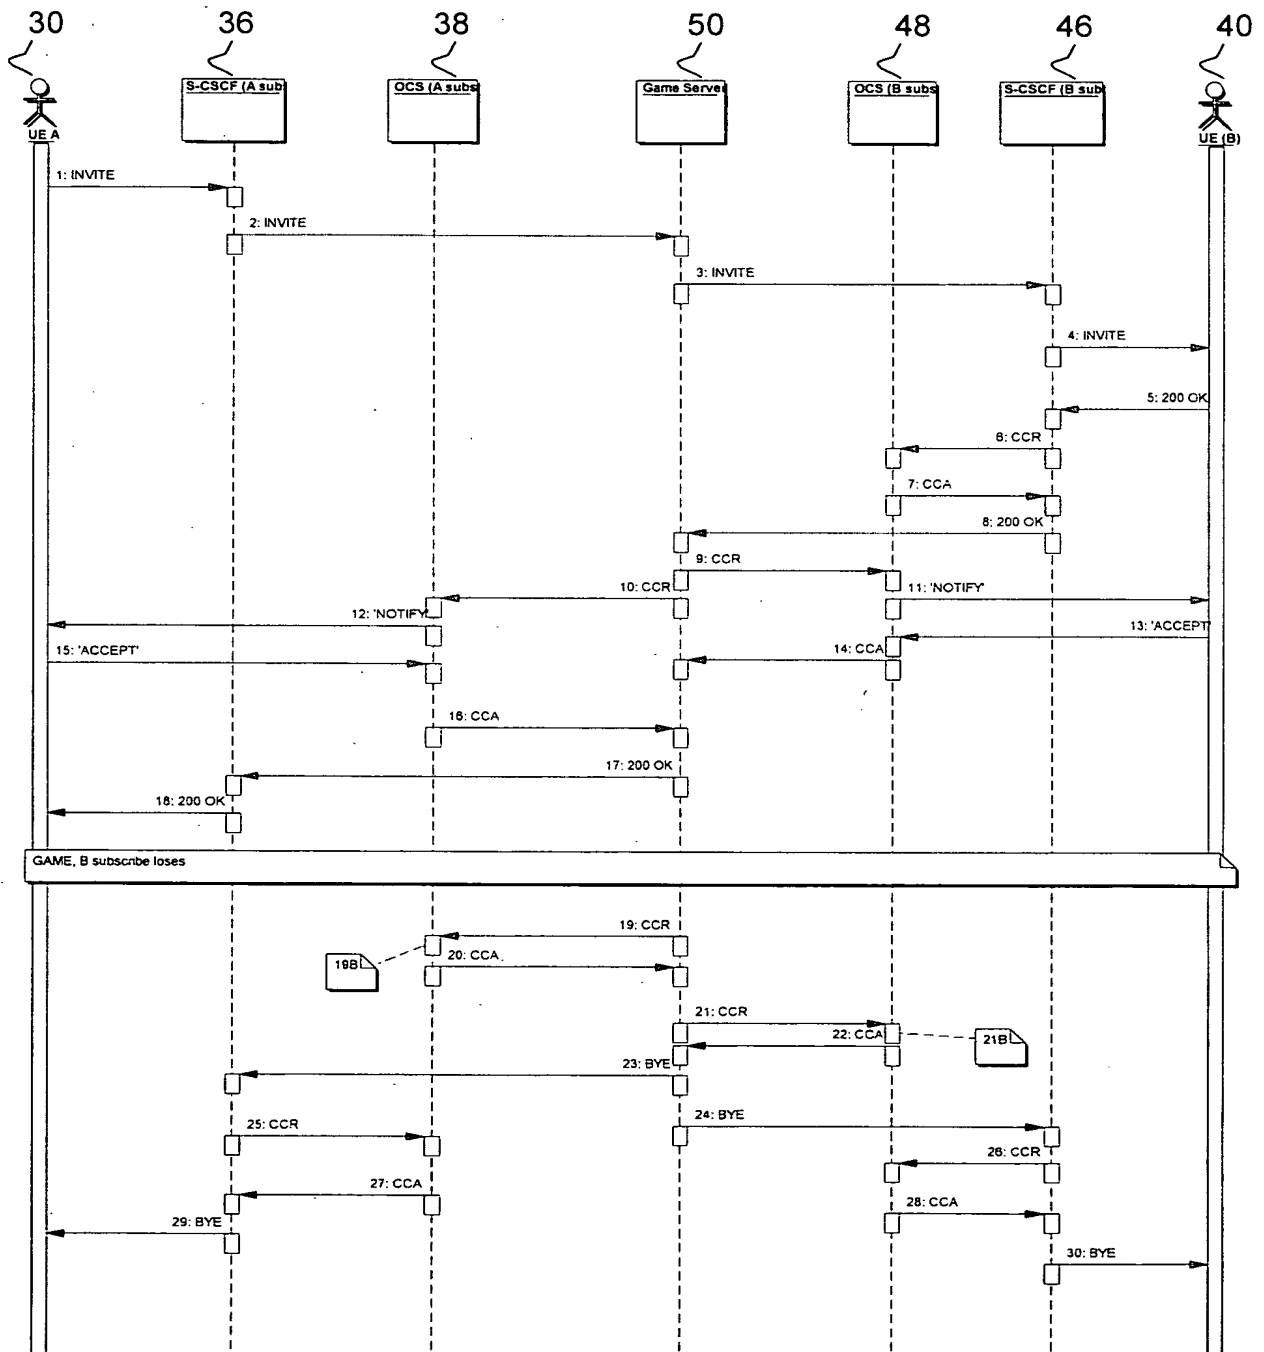 30 36 38 50 48 46 40
S-CSCF (A sub
OCS (A subs
Game Serve
OCS (B subs
S-CSCF (B sub
UE A
UE (B)
1: INVITE
2: INVITE
3: INVITE
4: INVITE
5: 200 OK
6: CCR
7: CCA
8: 200 OK
9: CCR
10: CCR
11: 'NOTIFY'
12: 'NOTIFY
13: 'ACCEPT'
14: CCA
15: 'ACCEPT'
16: CCA
17: 200 OK
18: 200 OK
GAME, B subscribe loses
19: CCR
19B
20: CCA
21: CCR
22: CCA
21B
23: BYE
24: BYE
25: CCR
26: CCR
27: CCA
28: CCA
29: BYE
30: BYE